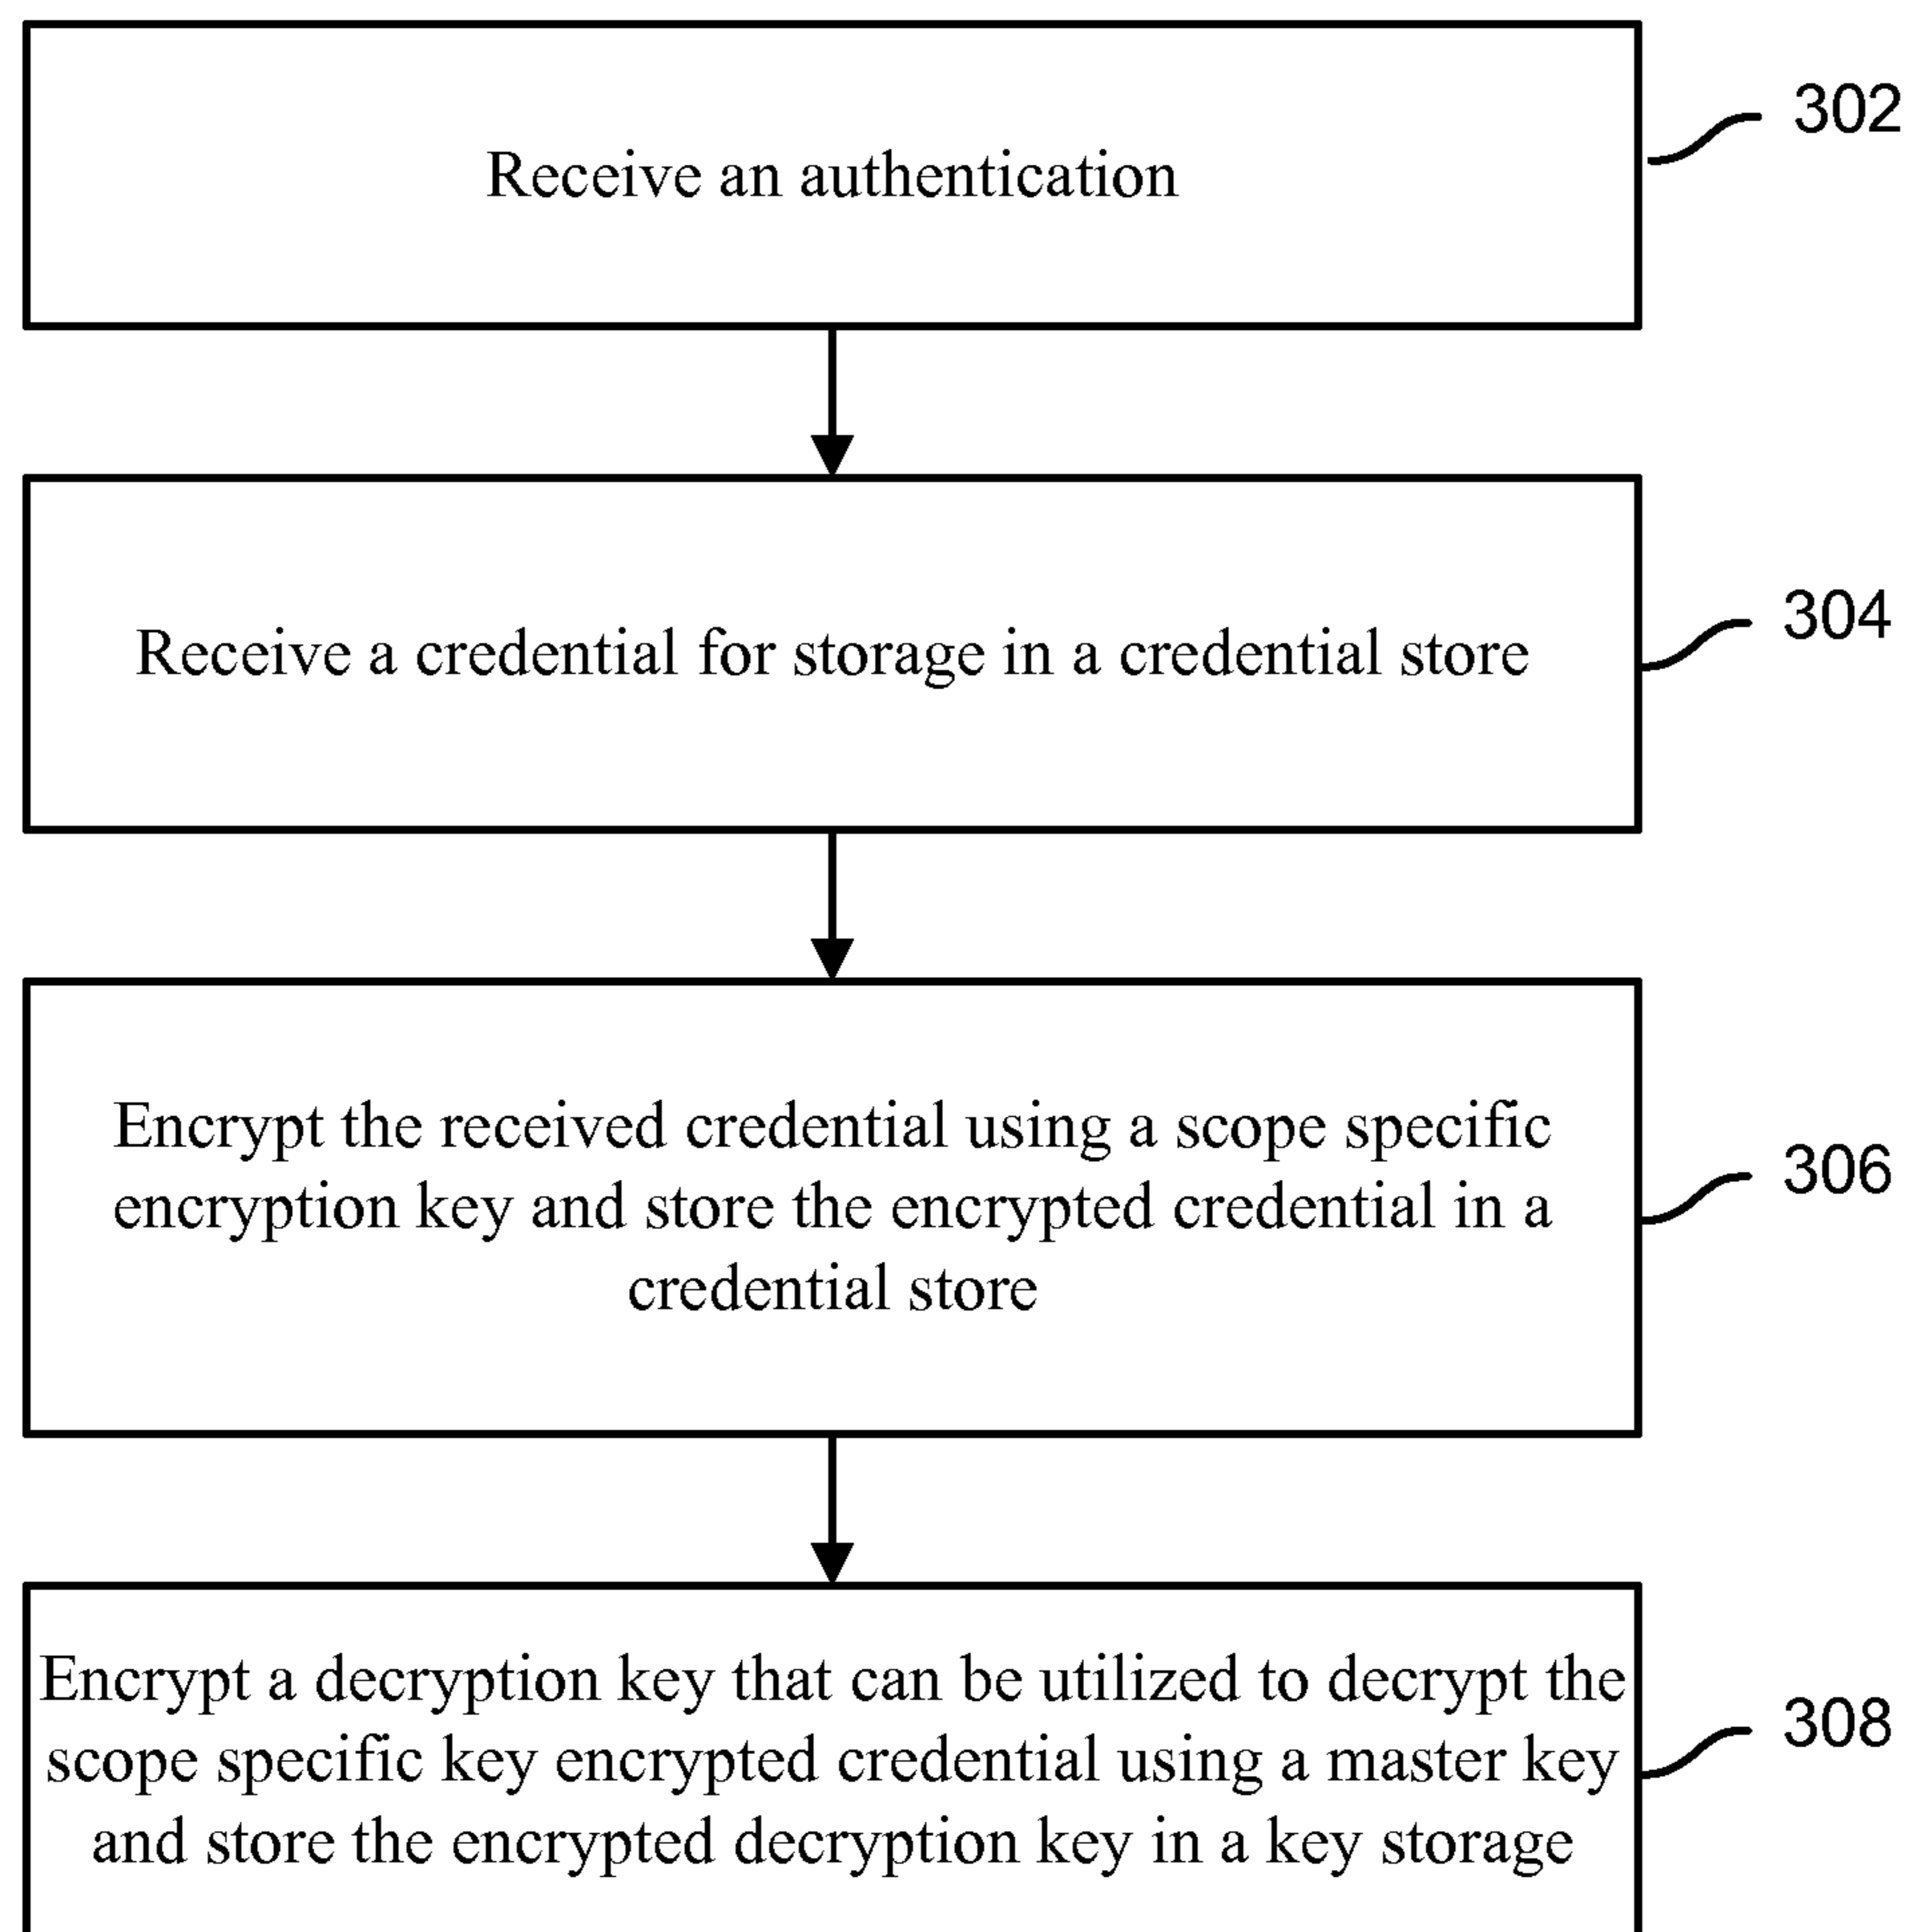 Receive an authentication
302
Receive a credential for storage in a credential store
304
Encrypt the received credential using a scope specific
encryption key and store the encrypted credential in a
credential store
306
Encrypt a decryption key that can be utilized to decrypt the
scope specific key encrypted credential using a master key
and store the encrypted decryption key in a key storage
308